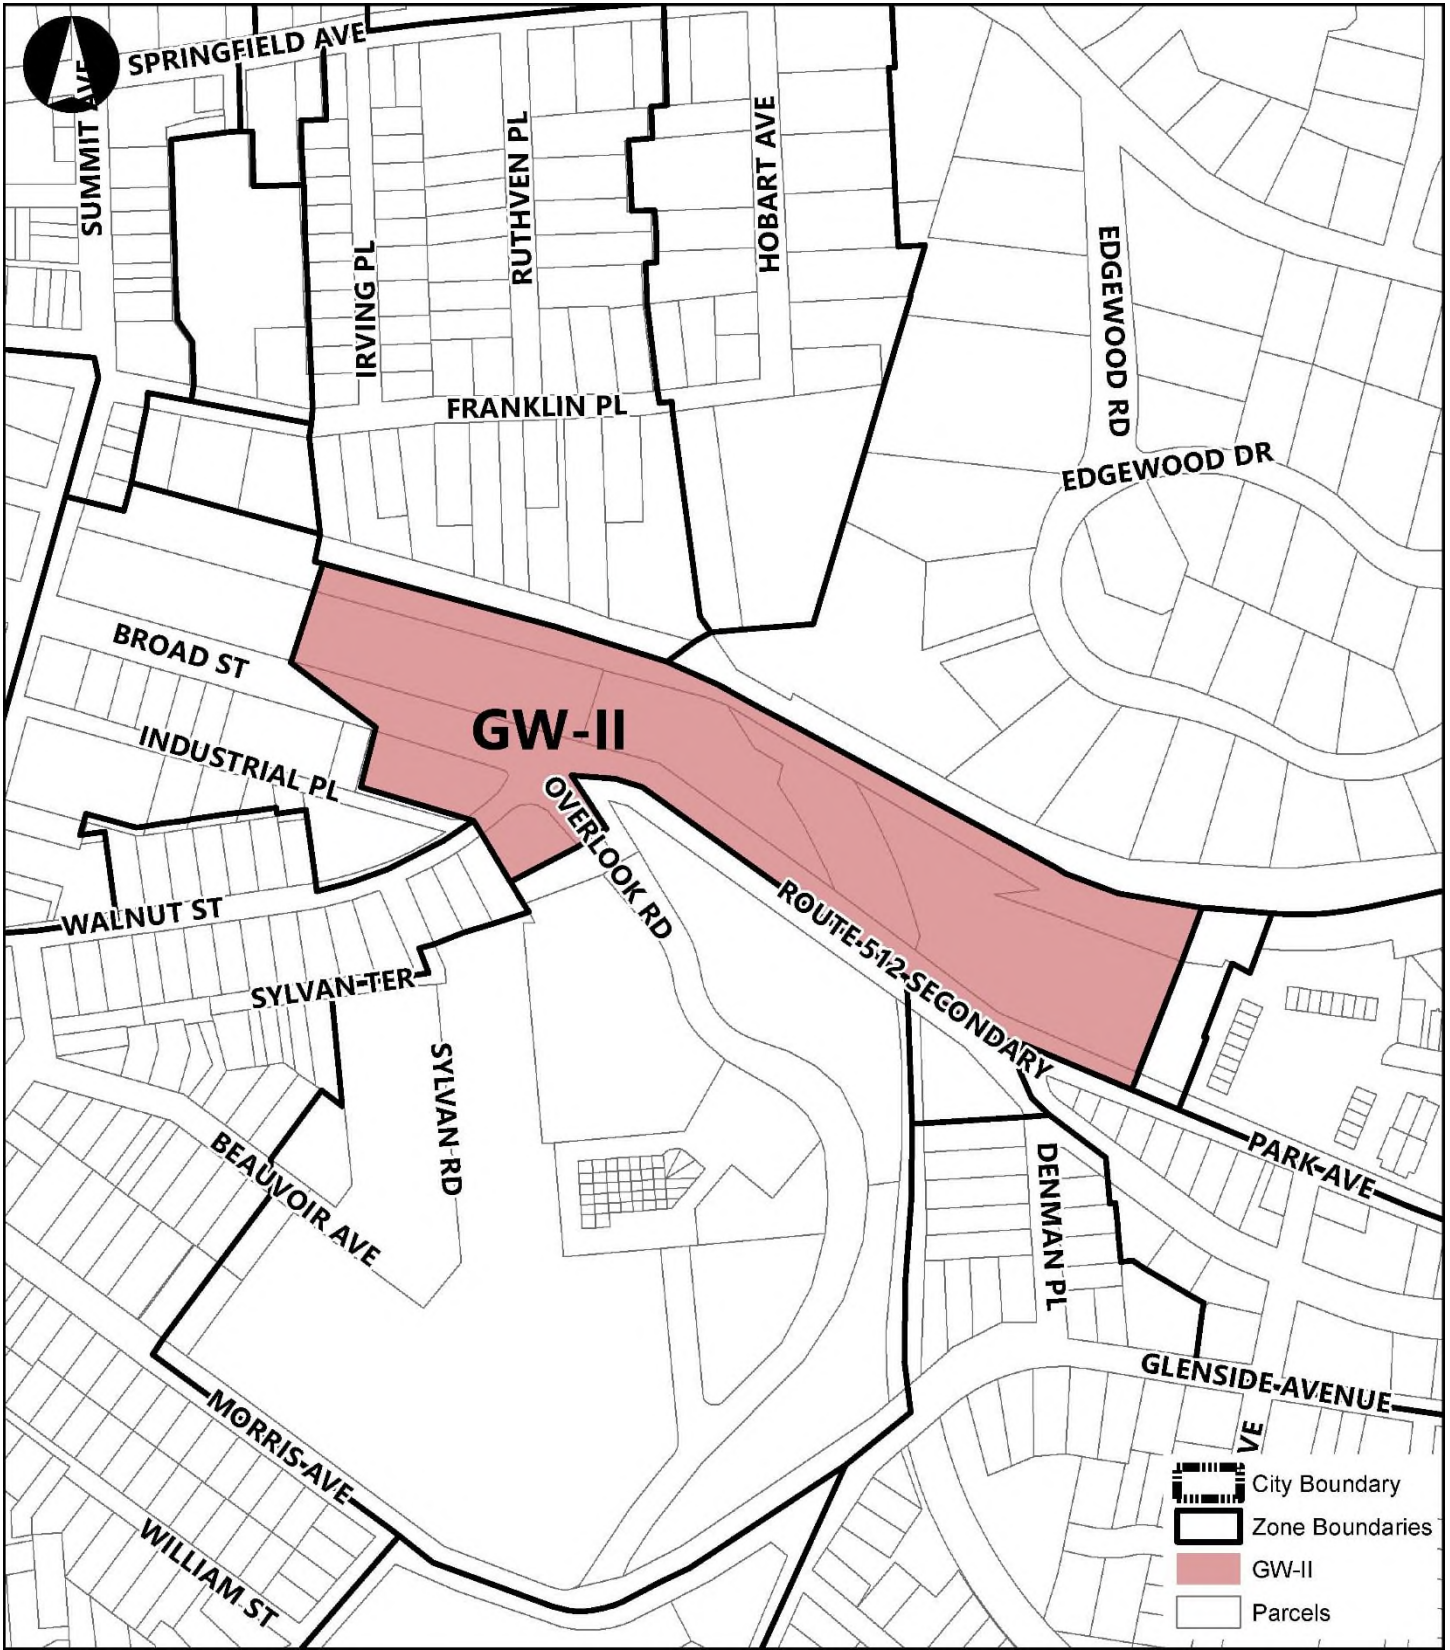 SPRINGFIELD AVE
SUMMIT AVE
IRVING PL
RUTHVEN PL
HOBART AVE
EDGEWOOD RD
FRANKLIN PL
EDGEWOOD DR
BROAD ST
GW-II
INDUSTRIAL PL
OVERLOOK RD
WALNUT ST
ROUTE 512 SECONDARY
SYLVAN TER
SYLVAN RD
BEAUVOIR AVE
DENMAN PL
PARK AVE
GLENSIDE AVENUE
MORRIS AVE
VE
WILLIAM ST
City Boundary
Zone Boundaries
GW-II
Parcels